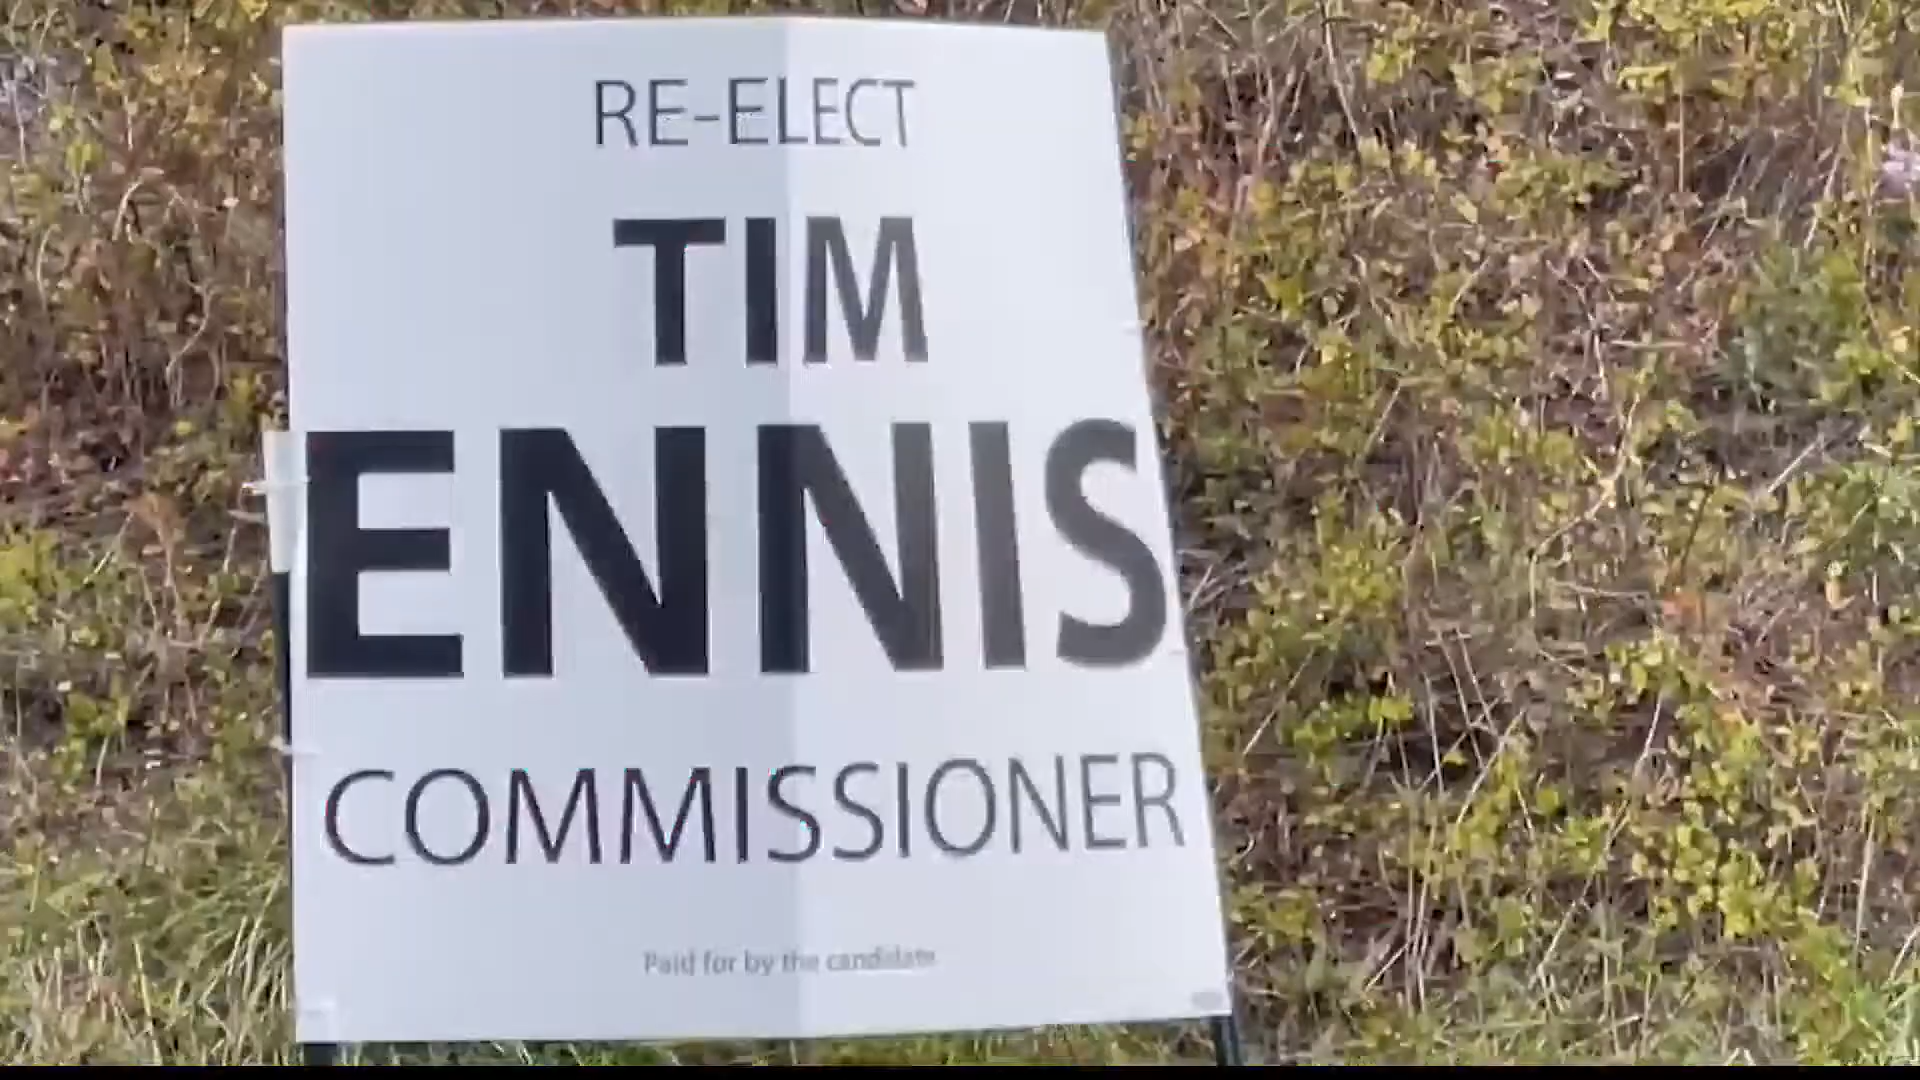 RE-ELECT
TIM
ENNIS
COMMISSIONER
Paid for by the candidate